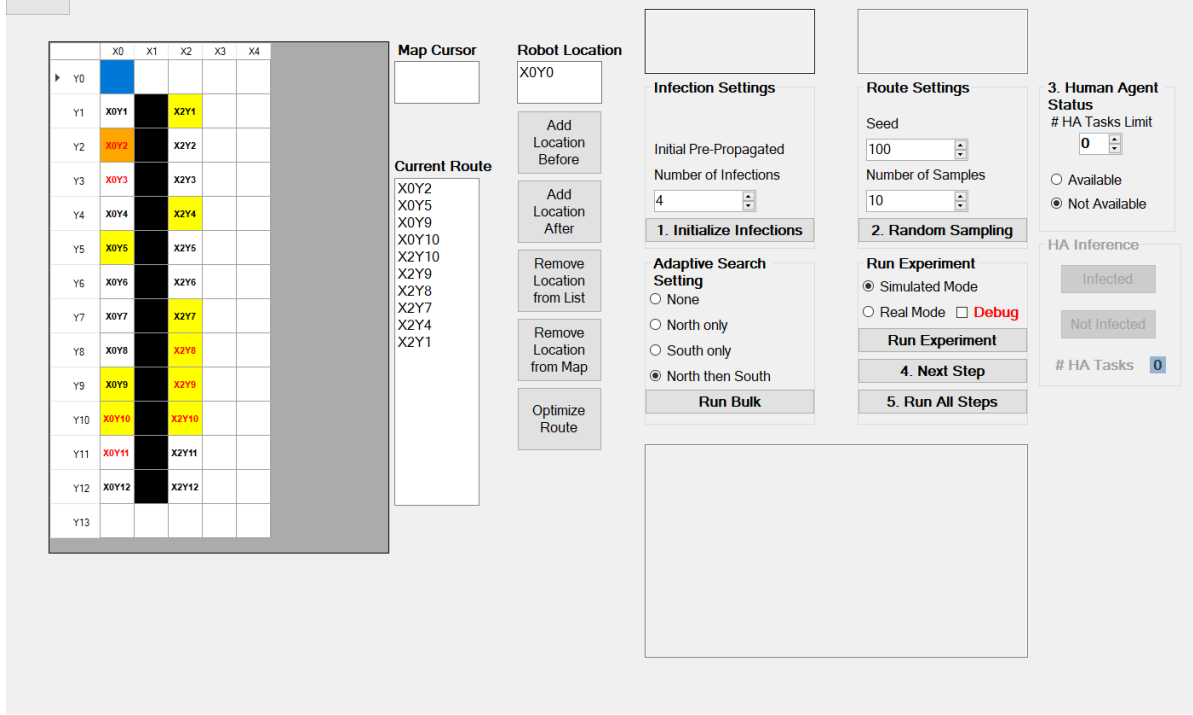 X0 X1 X2 X3 X4
Y0
Y1 X0Y1 X2Y1
Y2 X0Y2 X2Y2
Y3 X0Y3 X2Y3
Y4 X0Y4 X2Y4
Y5 X0Y5 X2Y5
Y6 X0Y6 X2Y6
Y7 X0Y7 X2Y7
Y8 X0Y8 X2Y8
Y9 X0Y9 X2Y9
Y10 X0Y10 X2Y10
Y11 X0Y11 X2Y11
Y12 X0Y12 X2Y12
Y13
Map Cursor
Current Route
X0Y2
X0Y5
X0Y9
X0Y10
X2Y10
X2Y9
X2Y8
X2Y7
X2Y4
X2Y1
Robot Location
X0Y0
Add
Location
Before
Add
Location
After
Remove
Location
from List
Remove
Location
from Map
Optimize
Route
Infection Settings
Initial Pre-Propagated
Number of Infections
4
1. Initialize Infections
Adaptive Search
Setting
None
North only
South only
North then South
Run Bulk
Route Settings
Seed
100
Number of Samples
10
2. Random Sampling
Run Experiment
Simulated Mode
Real Mode Debug
Run Experiment
4. Next Step
5. Run All Steps
3. Human Agent
Status
# HA Tasks Limit
0
Available
Not Available
HA Inference
Infected
Not Infected
# HA Tasks 0